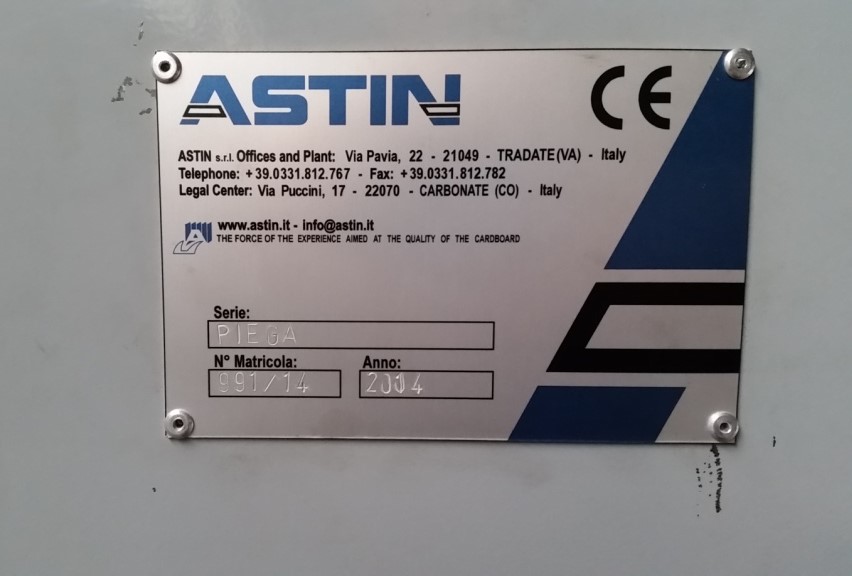 ASTIN CE
ASTIN s.r.l. Offices and Plant: Via Pavia, 22 - 21049 - TRADATE (VA) - Italy
Telephone: +39.0331.812.767 - Fax: +39.0331.812.782
Legal Center: Via Puccini, 17 - 22070 - CARBONATE (CO) - Italy
A www.astin.it - info@astin.it
THE FORCE OF THE EXPERIENCE AIMED AT THE QUALITY OF THE CARDBOARD
Serie:
PIEGA
N° Matricola: Anno:
991/14 2014